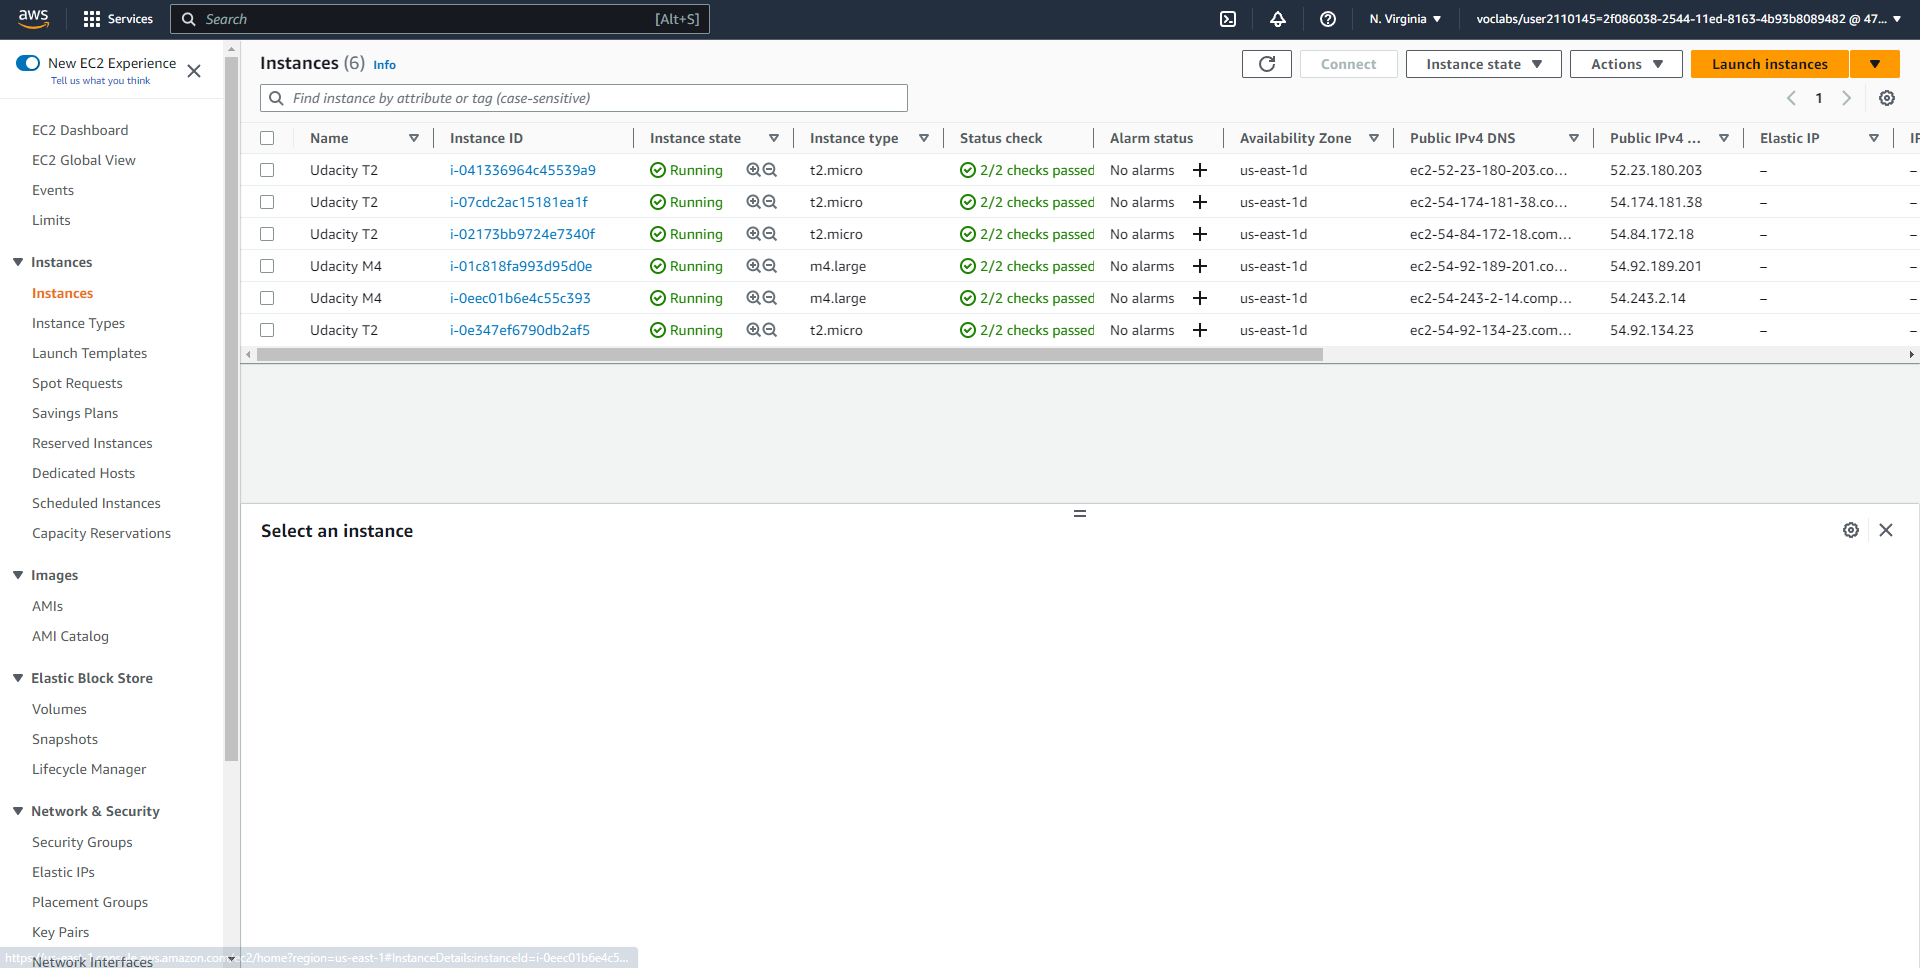 aws Services Search [Alt+S] N. Virginia voclabs/user2110145=2f086038-2544-11ed-8163-4b93b8089482 @ 47...
New EC2 Experience
Tell us what you think
EC2 Dashboard
EC2 Global View
Events
Limits
Instances
Instances
Instance Types
Launch Templates
Spot Requests
Savings Plans
Reserved Instances
Dedicated Hosts
Scheduled Instances
Capacity Reservations
Images
AMIs
AMI Catalog
Elastic Block Store
Volumes
Snapshots
Lifecycle Manager
Network & Security
Security Groups
Elastic IPs
Placement Groups
Key Pairs
Network Interfaces
Instances (6) Info Connect Instance state Actions Launch instances
Find instance by attribute or tag (case-sensitive) 1
Name Instance ID Instance state Instance type Status check Alarm status Availability Zone Public IPv4 DNS Public IPv4 ... Elastic IP IP
Udacity T2 i-041336964c45539a9 Running t2.micro 2/2 checks passed No alarms + us-east-1d ec2-52-23-180-203.co... 52.23.180.203 – –
Udacity T2 i-07cdc2ac15181ea1f Running t2.micro 2/2 checks passed No alarms + us-east-1d ec2-54-174-181-38.co... 54.174.181.38 – –
Udacity T2 i-02173bb9724e7340f Running t2.micro 2/2 checks passed No alarms + us-east-1d ec2-54-84-172-18.com... 54.84.172.18 – –
Udacity M4 i-01c818fa993d95d0e Running m4.large 2/2 checks passed No alarms + us-east-1d ec2-54-92-189-201.co... 54.92.189.201 – –
Udacity M4 i-0eec01b6e4c55c393 Running m4.large 2/2 checks passed No alarms + us-east-1d ec2-54-243-2-14.comp... 54.243.2.14 – –
Udacity T2 i-0e347ef6790db2af5 Running t2.micro 2/2 checks passed No alarms + us-east-1d ec2-54-92-134-23.com... 54.92.134.23 – –
Select an instance
https://us-east-1.console.aws.amazon.com/ec2/home?region=us-east-1#InstanceDetails:instanceId=i-0eec01b6e4c5...